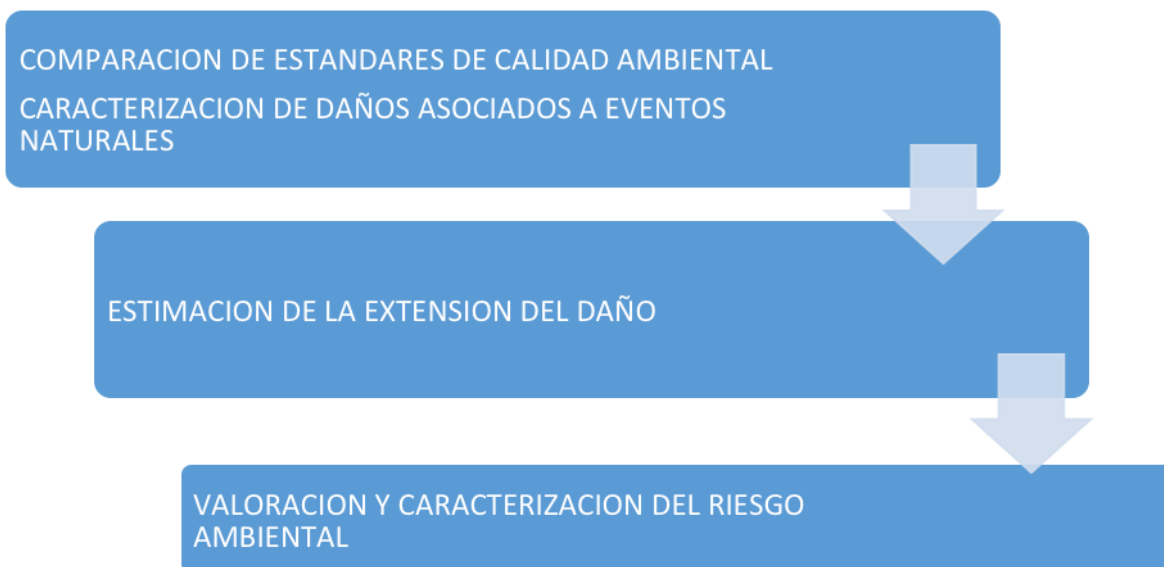 COMPARACION DE ESTANDARES DE CALIDAD AMBIENTAL
CARACTERIZACION DE DAÑOS ASOCIADOS A EVENTOS
NATURALES
ESTIMACION DE LA EXTENSION DEL DAÑO
VALORACION Y CARACTERIZACION DEL RIESGO
AMBIENTAL